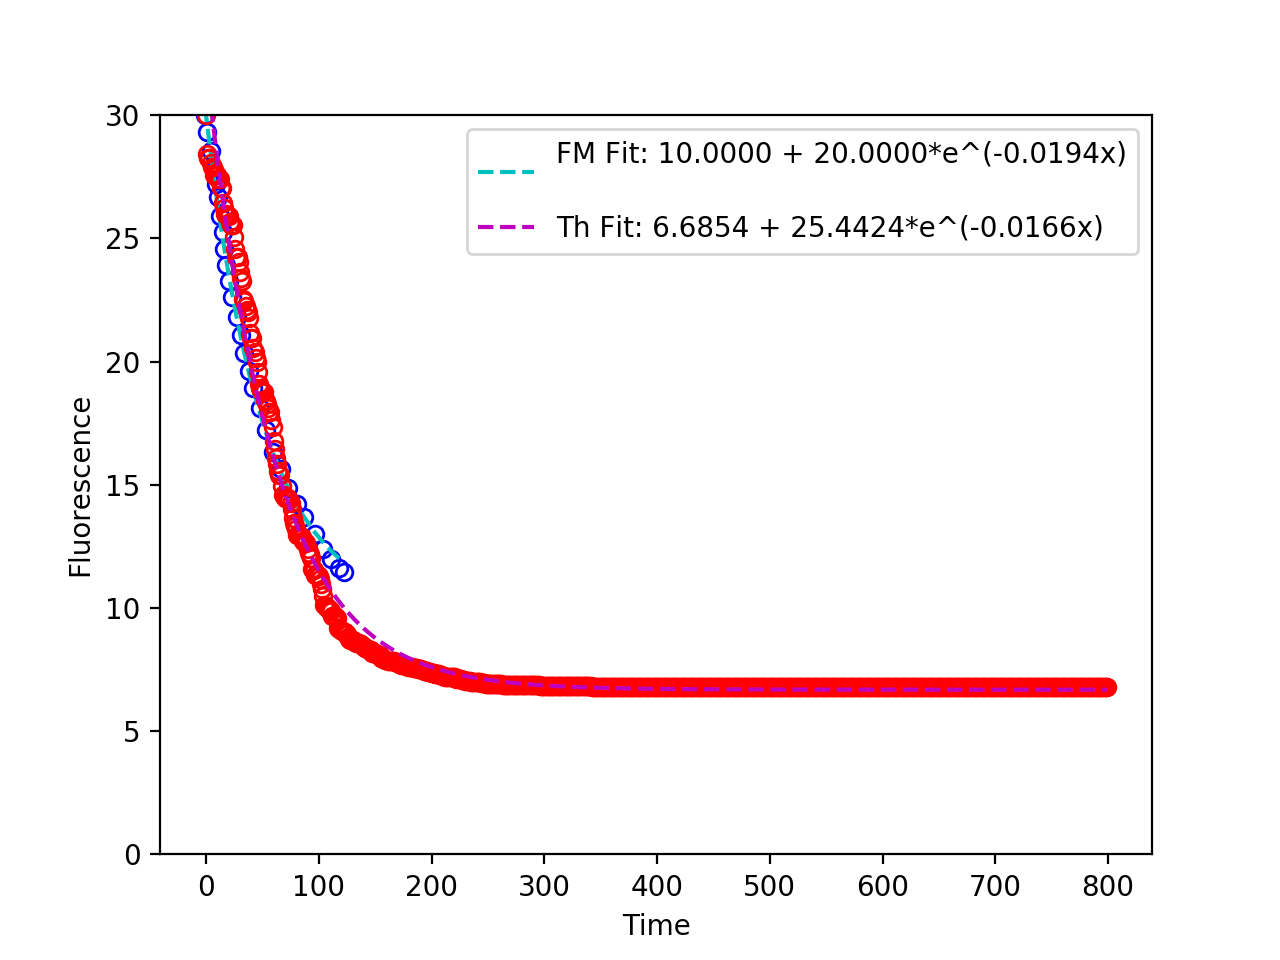 30
25
20
15
10
5
0
Fluorescence
FM Fit: 10.0000 + 20.0000*e^(-0.0194x)
Th Fit: 6.6854 + 25.4424*e^(-0.0166x)
0 100 200 300 400 500 600 700 800
Time